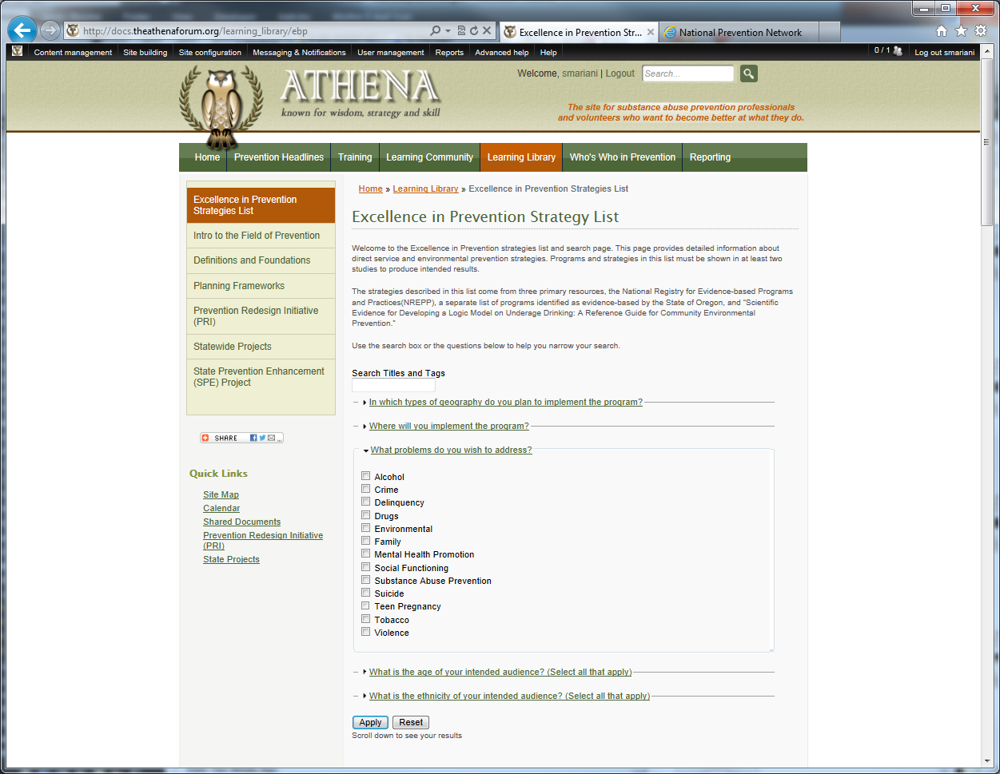 http://docs.theathenaforum.org/learning_library/ebp
Excellence in Prevention Str...
National Prevention Network
Content management
Site building
Site configuration
Messaging & Notifications
User management
Reports
Advanced help
Help
0 / 1
Log out smariani
ATHENA
known for wisdom, strategy and skill
Welcome, smariani | Logout
Search...
The site for substance abuse prevention professionals
and volunteers who want to become better at what they do.
Home
Prevention Headlines
Training
Learning Community
Learning Library
Who's Who in Prevention
Reporting
Excellence in Prevention
Strategies List
Intro to the Field of Prevention
Definitions and Foundations
Planning Frameworks
Prevention Redesign Initiative
(PRI)
Statewide Projects
State Prevention Enhancement
(SPE) Project
SHARE
...
Quick Links
Site Map
Calendar
Shared Documents
Prevention Redesign Initiative
(PRI)
State Projects
Home » Learning Library » Excellence in Prevention Strategies List
Excellence in Prevention Strategy List
Welcome to the Excellence in Prevention strategies list and search page. This page provides detailed information about
direct service and environmental prevention strategies. Programs and strategies in this list must be shown in at least two
studies to produce intended results.
The strategies described in this list come from three primary resources, the National Registry for Evidence-based Programs
and Practices(NREPP), a separate list of programs identified as evidence-based by the State of Oregon, and "Scientific
Evidence for Developing a Logic Model on Underage Drinking: A Reference Guide for Community Environmental
Prevention."
Use the search box or the questions below to help you narrow your search.
Search Titles and Tags
In which types of geography do you plan to implement the program?
Where will you implement the program?
What problems do you wish to address?
Alcohol
Crime
Delinquency
Drugs
Environmental
Family
Mental Health Promotion
Social Functioning
Substance Abuse Prevention
Suicide
Teen Pregnancy
Tobacco
Violence
What is the age of your intended audience? (Select all that apply)
What is the ethnicity of your intended audience? (Select all that apply)
Apply
Reset
Scroll down to see your results